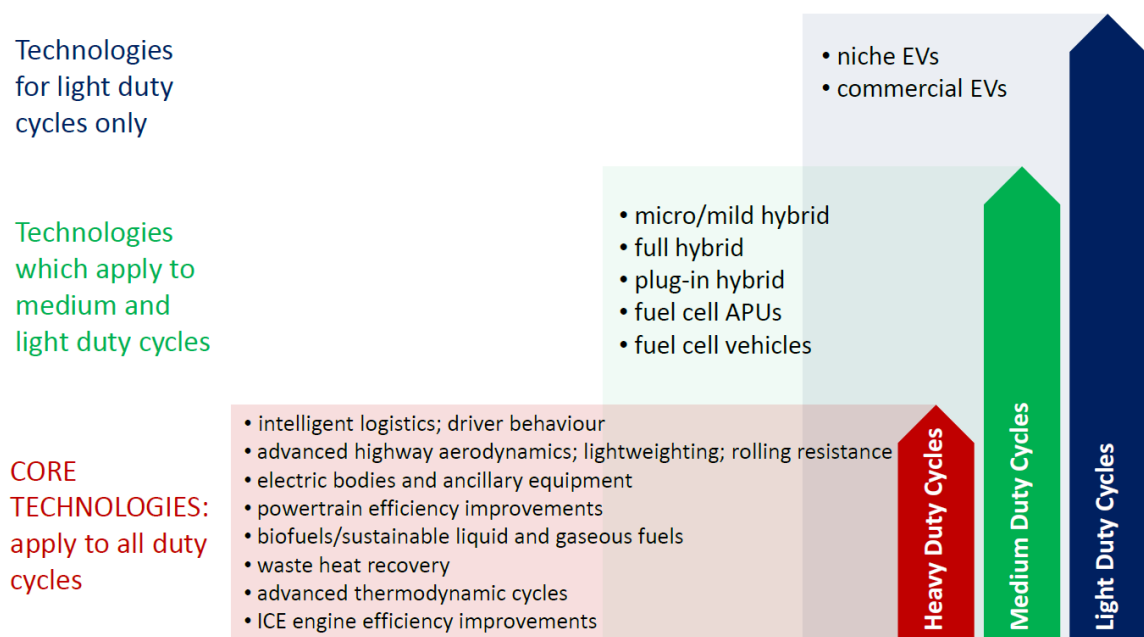 Technologies
for light duty
cycles only
• niche EVs
• commercial EVs
Technologies
which apply to
medium and
light duty cycles
• micro/mild hybrid
• full hybrid
• plug-in hybrid
• fuel cell APUs
• fuel cell vehicles
CORE
TECHNOLOGIES:
apply to all duty
cycles
• intelligent logistics; driver behaviour
• advanced highway aerodynamics; lightweighting; rolling resistance
• electric bodies and ancillary equipment
• powertrain efficiency improvements
• biofuels/sustainable liquid and gaseous fuels
• waste heat recovery
• advanced thermodynamic cycles
• ICE engine efficiency improvements
Heavy Duty Cycles
Medium Duty Cycles
Light Duty Cycles